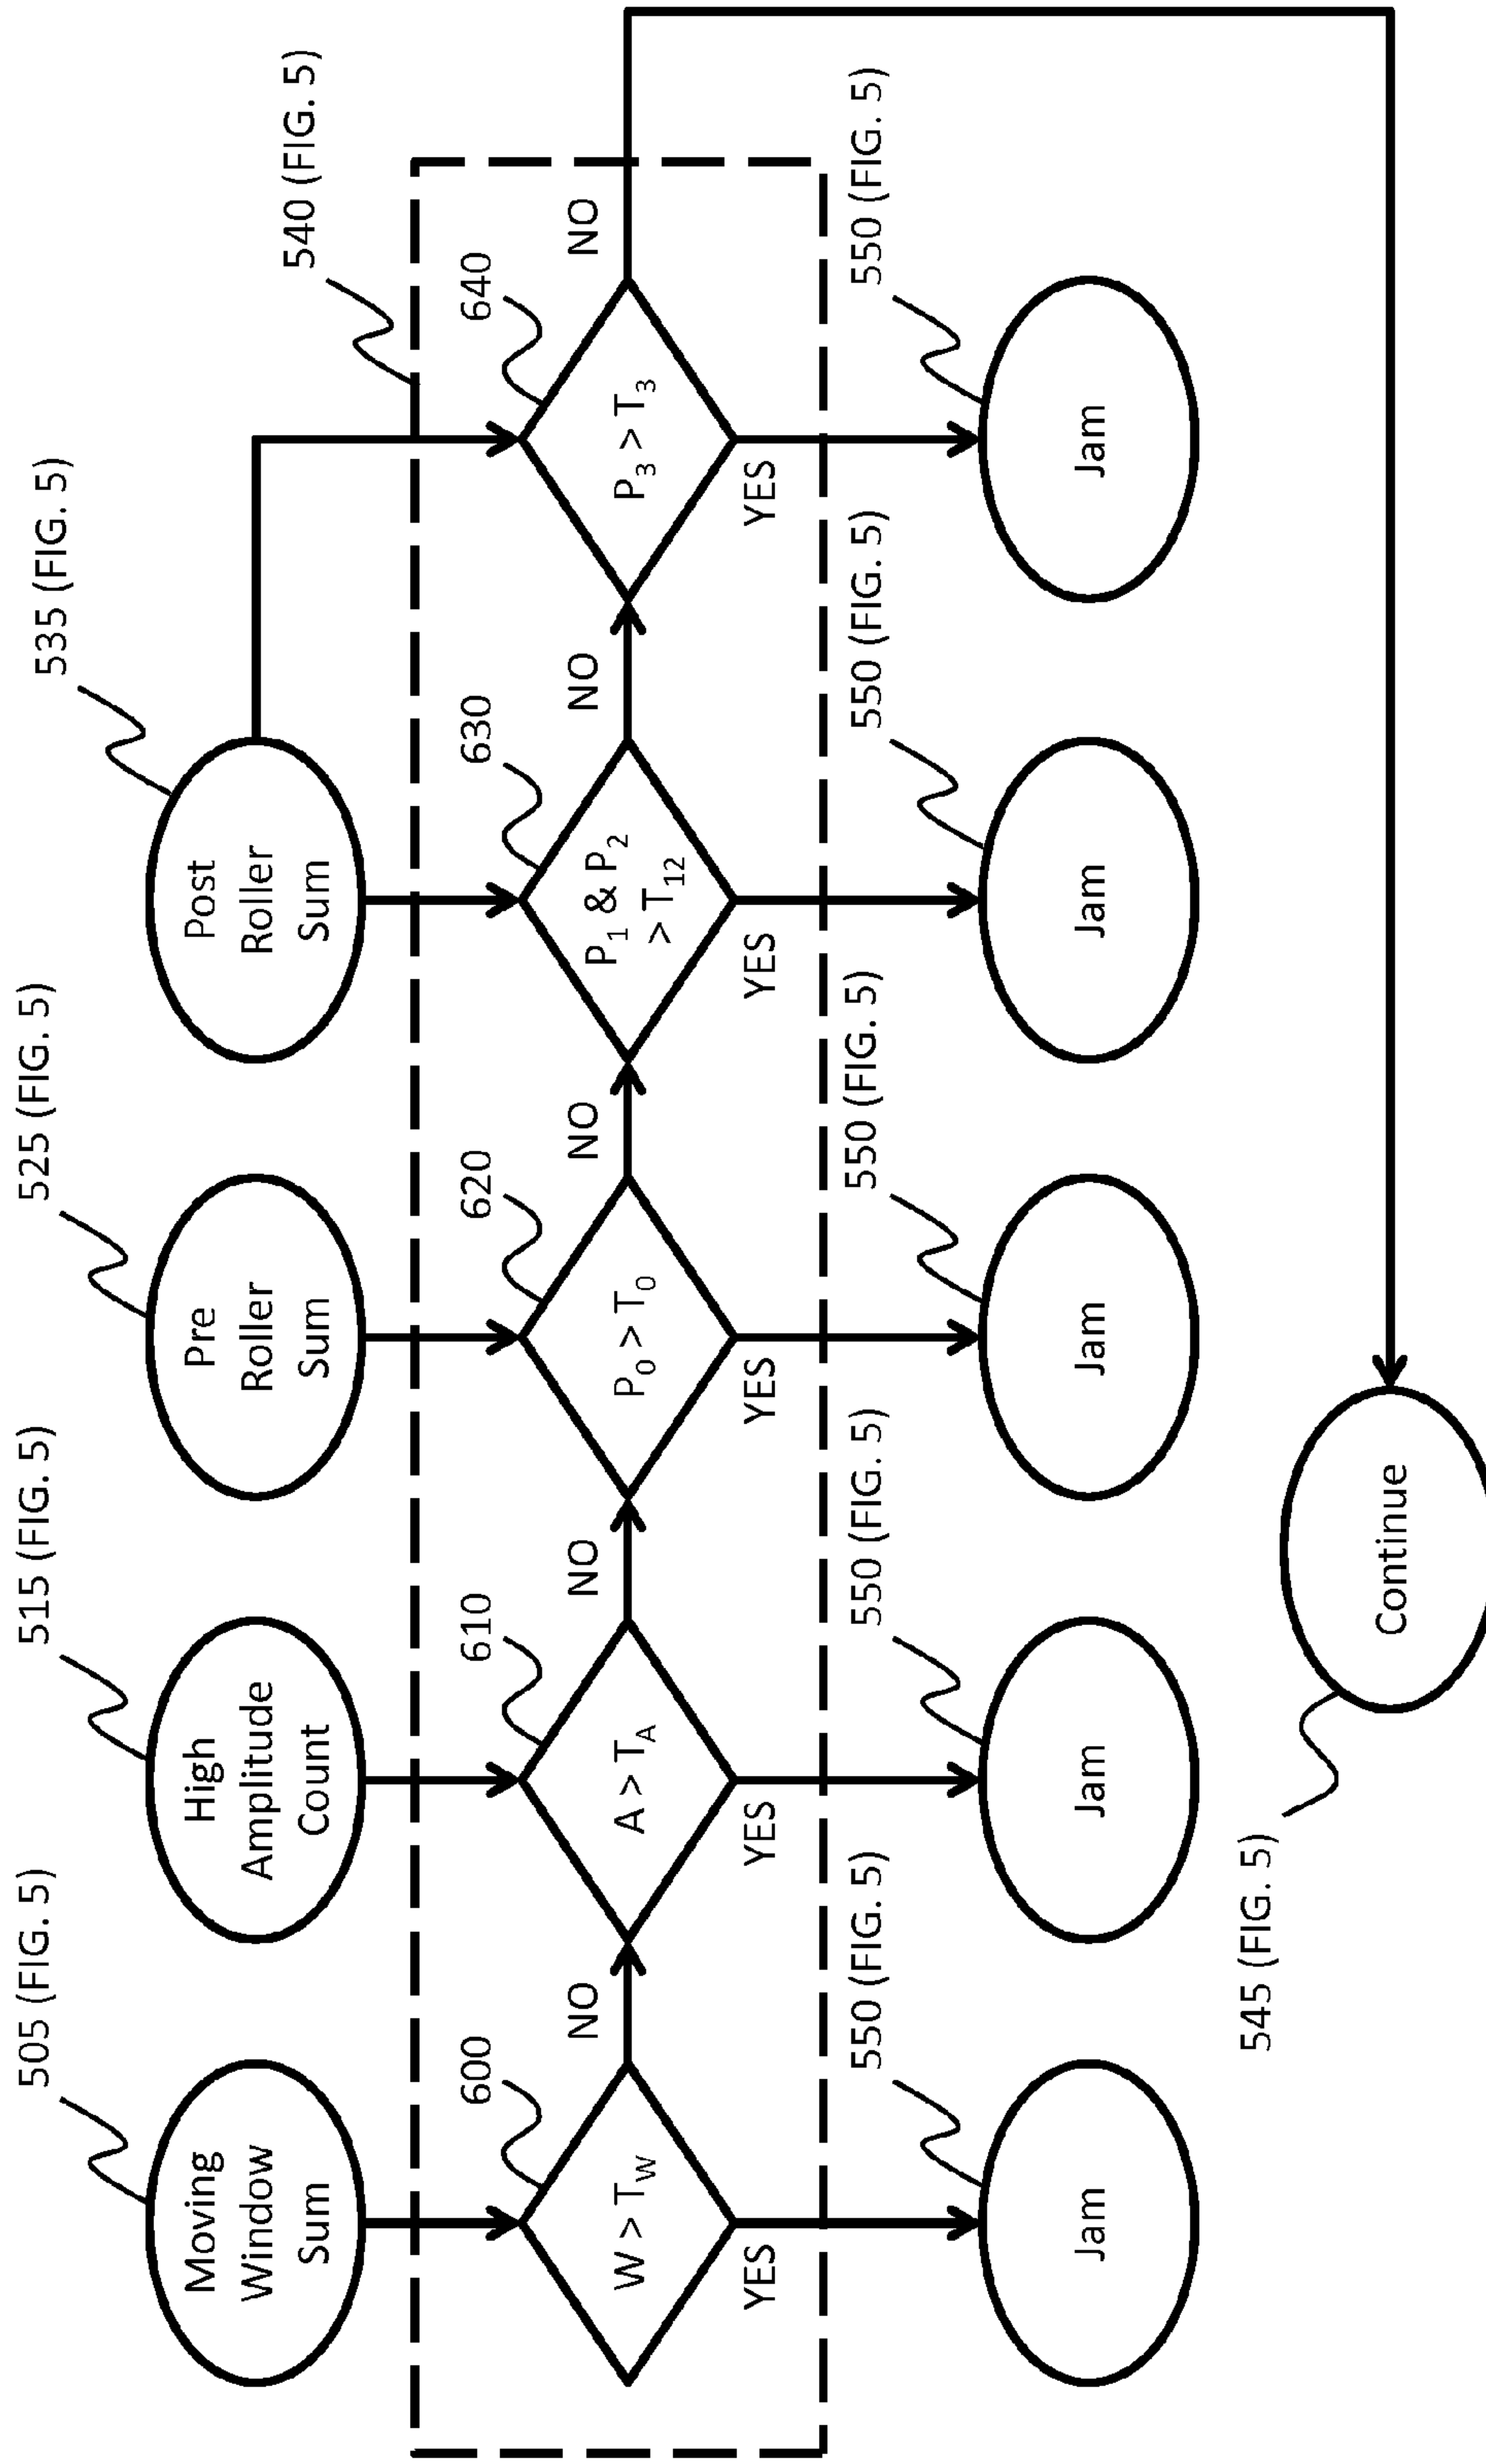 505 (FIG. 5)
515 (FIG. 5)
525 (FIG. 5)
535 (FIG. 5)
540 (FIG. 5)
Moving
Window
Sum
High
Amplitude
Count
Pre
Roller
Sum
Post
Roller
Sum
600
610
620
630
640
W > T_W
NO
A > T_A
NO
P_0 > T_0
NO
P_1 & P_2
> T_12
NO
P_3 > T_3
NO
YES
YES
YES
YES
YES
550 (FIG. 5)
550 (FIG. 5)
550 (FIG. 5)
550 (FIG. 5)
550 (FIG. 5)
Jam
Jam
Jam
Jam
Jam
545 (FIG. 5)
Continue